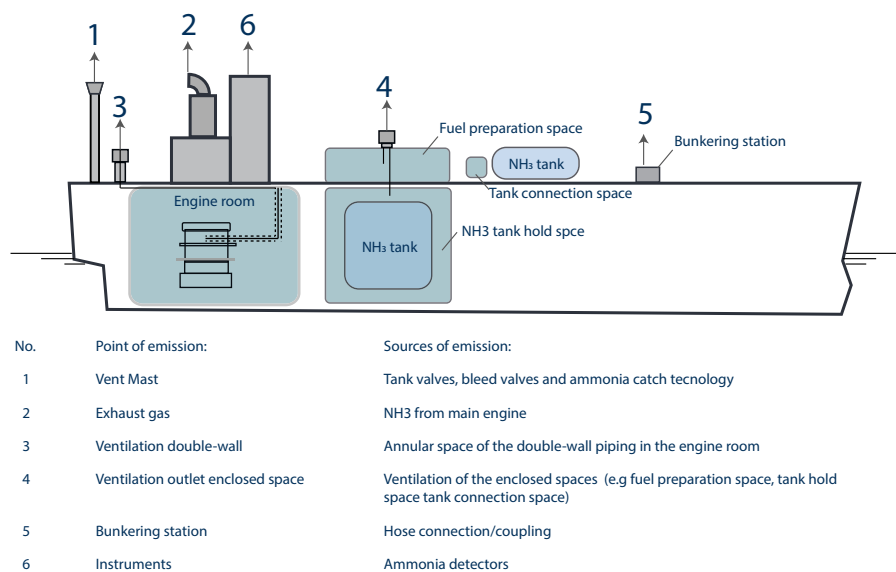 1
2
6
3
4
5
Fuel preparation space
Bunkering station
NH₃ tank
Tank connection space
Engine room
NH3 tank hold spce
NH₃ tank
No. Point of emission: Sources of emission:
1 Vent Mast Tank valves, bleed valves and ammonia catch tecnology
2 Exhaust gas NH3 from main engine
3 Ventilation double-wall Annular space of the double-wall piping in the engine room
4 Ventilation outlet enclosed space Ventilation of the enclosed spaces (e.g fuel preparation space, tank hold
space tank connection space)
5 Bunkering station Hose connection/coupling
6 Instruments Ammonia detectors